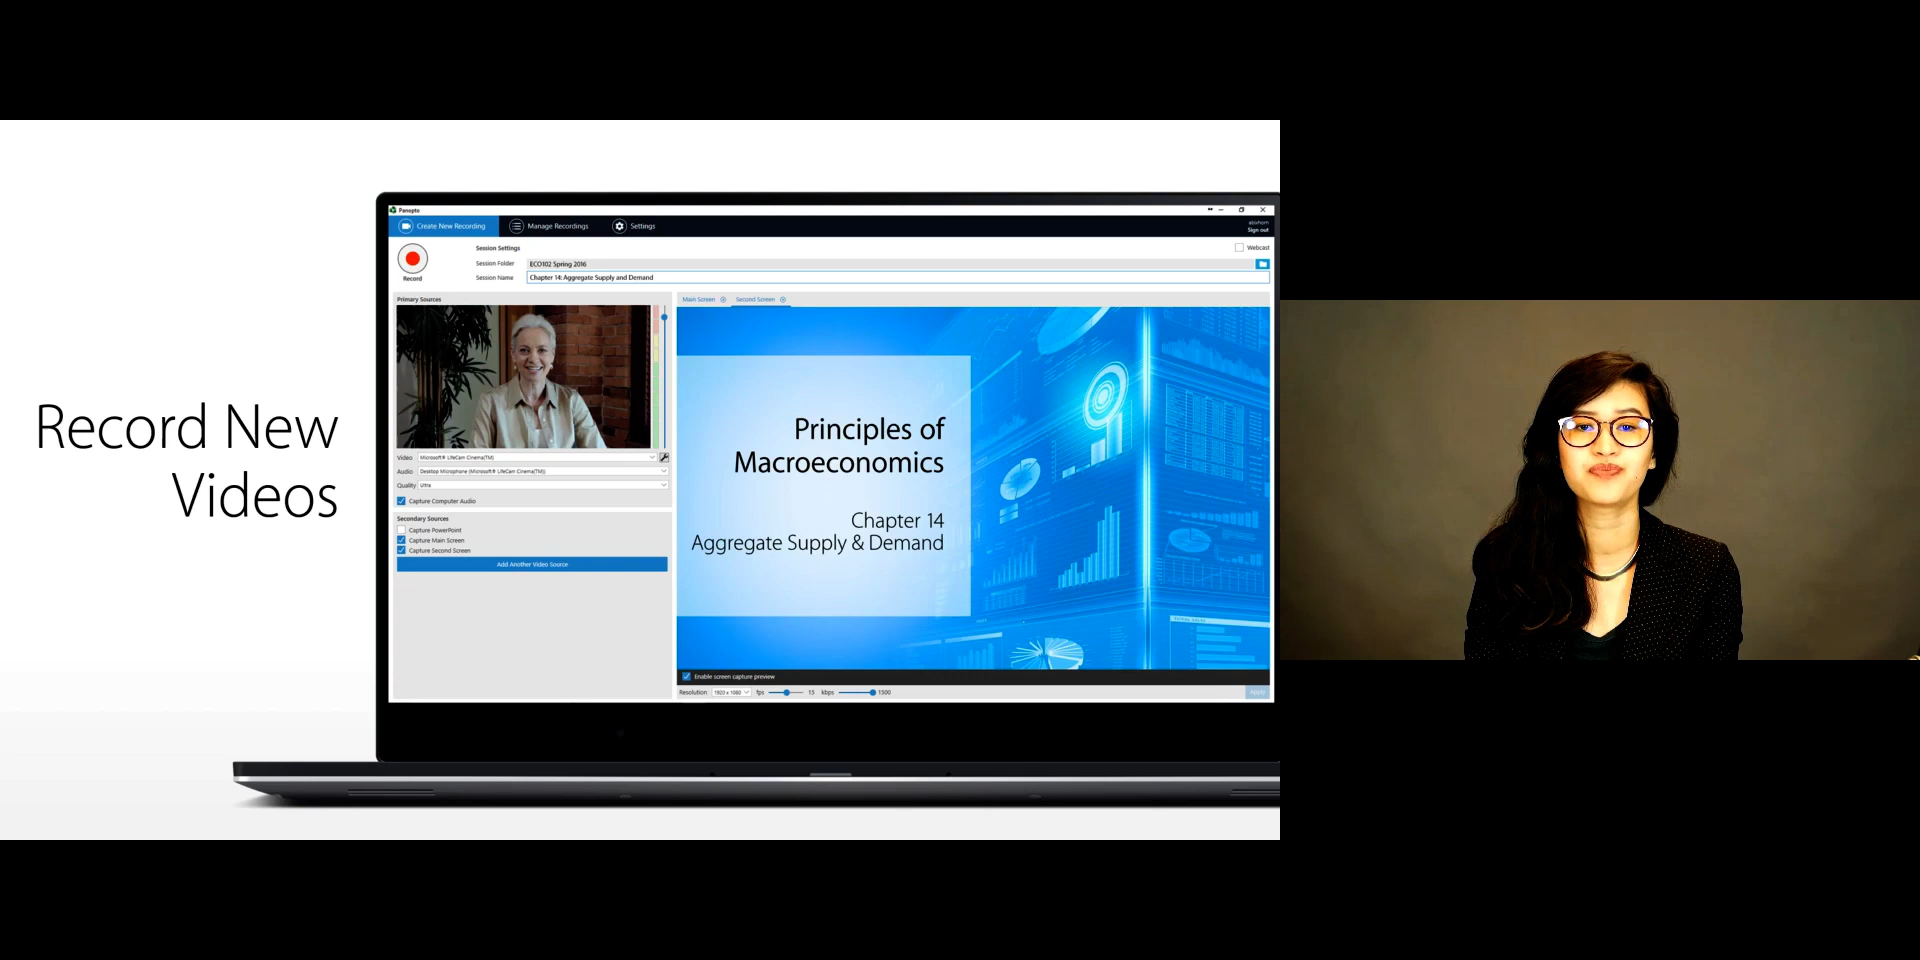 Record New
Videos
Panopto
Create New Recording
Manage Recordings
Settings
Sign out
Record
Session Settings
Webcast
Session Folder
ECO102 Spring 2016
Session Name
Chapter 14: Aggregate Supply and Demand
Primary Sources
Video
Microsoft® LifeCam Cinema(TM)
Audio
Desktop Microphone (Microsoft® LifeCam Cinema(TM))
Quality
Ultra
Capture Computer Audio
Secondary Sources
Capture PowerPoint
Capture Main Screen
Capture Second Screen
Add Another Video Source
Main Screen
Second Screen
Principles of
Macroeconomics
Chapter 14
Aggregate Supply & Demand
Enable screen capture preview
Resolution
1920 x 1080
fps
15
kbps
1500
Apply